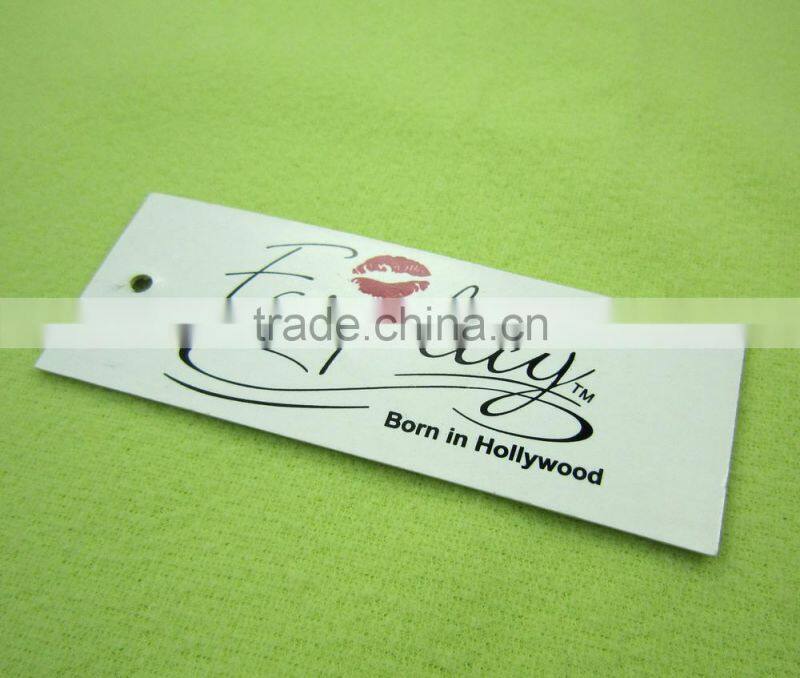 trade.china.cn
TM
Born in Hollywood